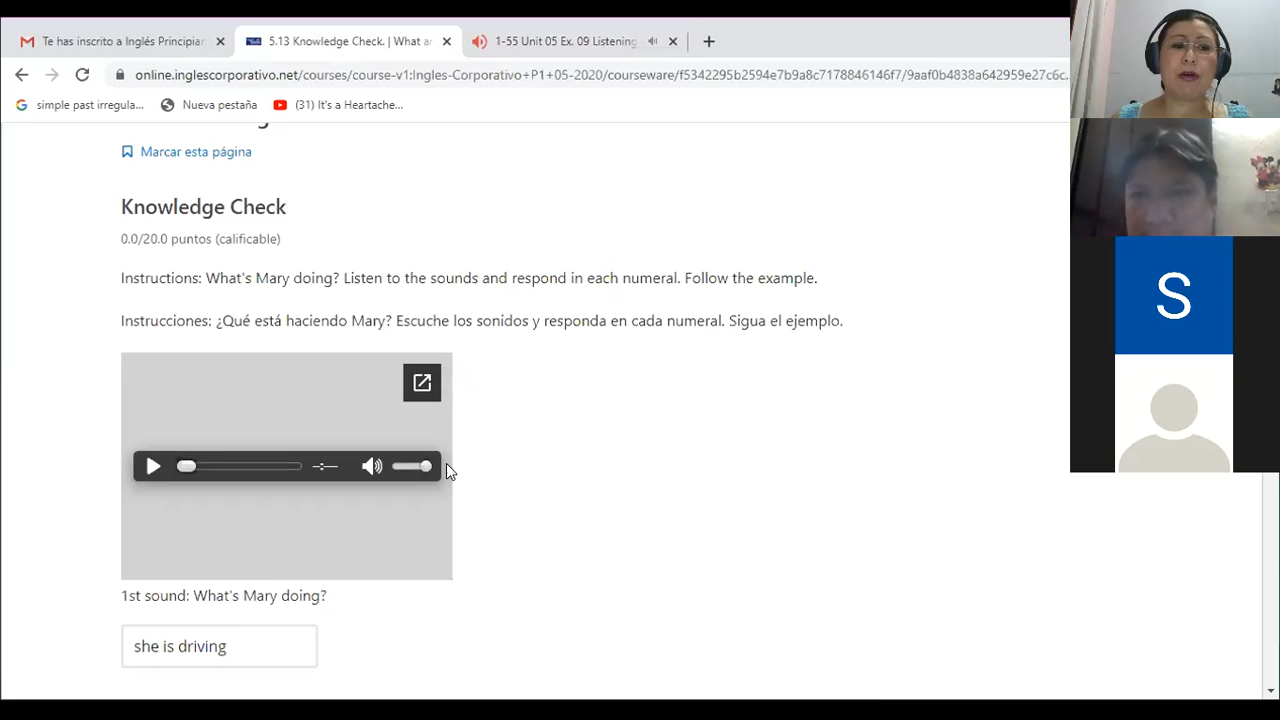 Te has inscrito a Inglés Principiar
5.13 Knowledge Check. | What ar
1-55 Unit 05 Ex. 09 Listening
online.inglescorporativo.net/courses/course-v1:Ingles-Corporativo+P1+05-2020/courseware/f5342295b2594e7b9a8c7178846146f7/9aaf0b4838a642959e27c6c.
simple past irregula...
Nueva pestaña
(31) It's a Heartache...
Marcar esta página
Knowledge Check
0.0/20.0 puntos (calificable)
Instructions: What's Mary doing? Listen to the sounds and respond in each numeral. Follow the example.
Instrucciones: ¿Qué está haciendo Mary? Escuche los sonidos y responda en cada numeral. Sigua el ejemplo.
-:-
1st sound: What's Mary doing?
she is driving
S